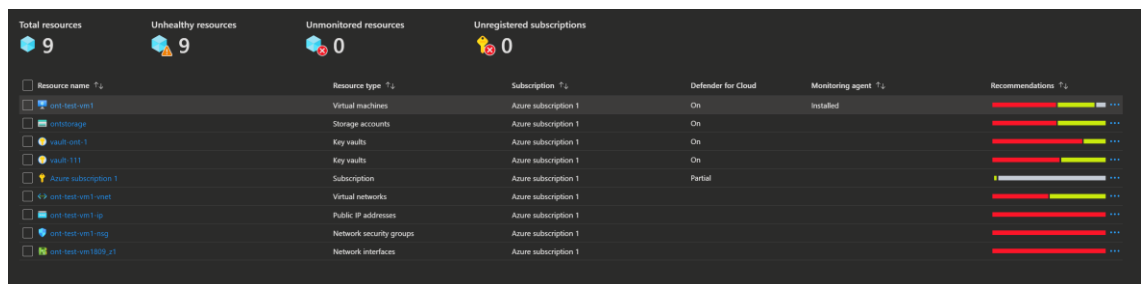 Total resources Unhealthy resources Unmonitored resources Unregistered subscriptions
9 9 0 0
Resource name ↑↓ Resource type ↑↓ Subscription ↑↓ Defender for Cloud Monitoring agent ↑↓ Recommendations ↑↓
ont-test-vm1 Virtual machines Azure subscription 1 On Installed
ontstorage Storage accounts Azure subscription 1 On
vault-ont-1 Key vaults Azure subscription 1 On
vault-111 Key vaults Azure subscription 1 On
Azure subscription 1 Subscription Azure subscription 1 Partial
ont-test-vm1-vnet Virtual networks Azure subscription 1
ont-test-vm1-ip Public IP addresses Azure subscription 1
ont-test-vm1-nsg Network security groups Azure subscription 1
ont-test-vm1809_z1 Network interfaces Azure subscription 1